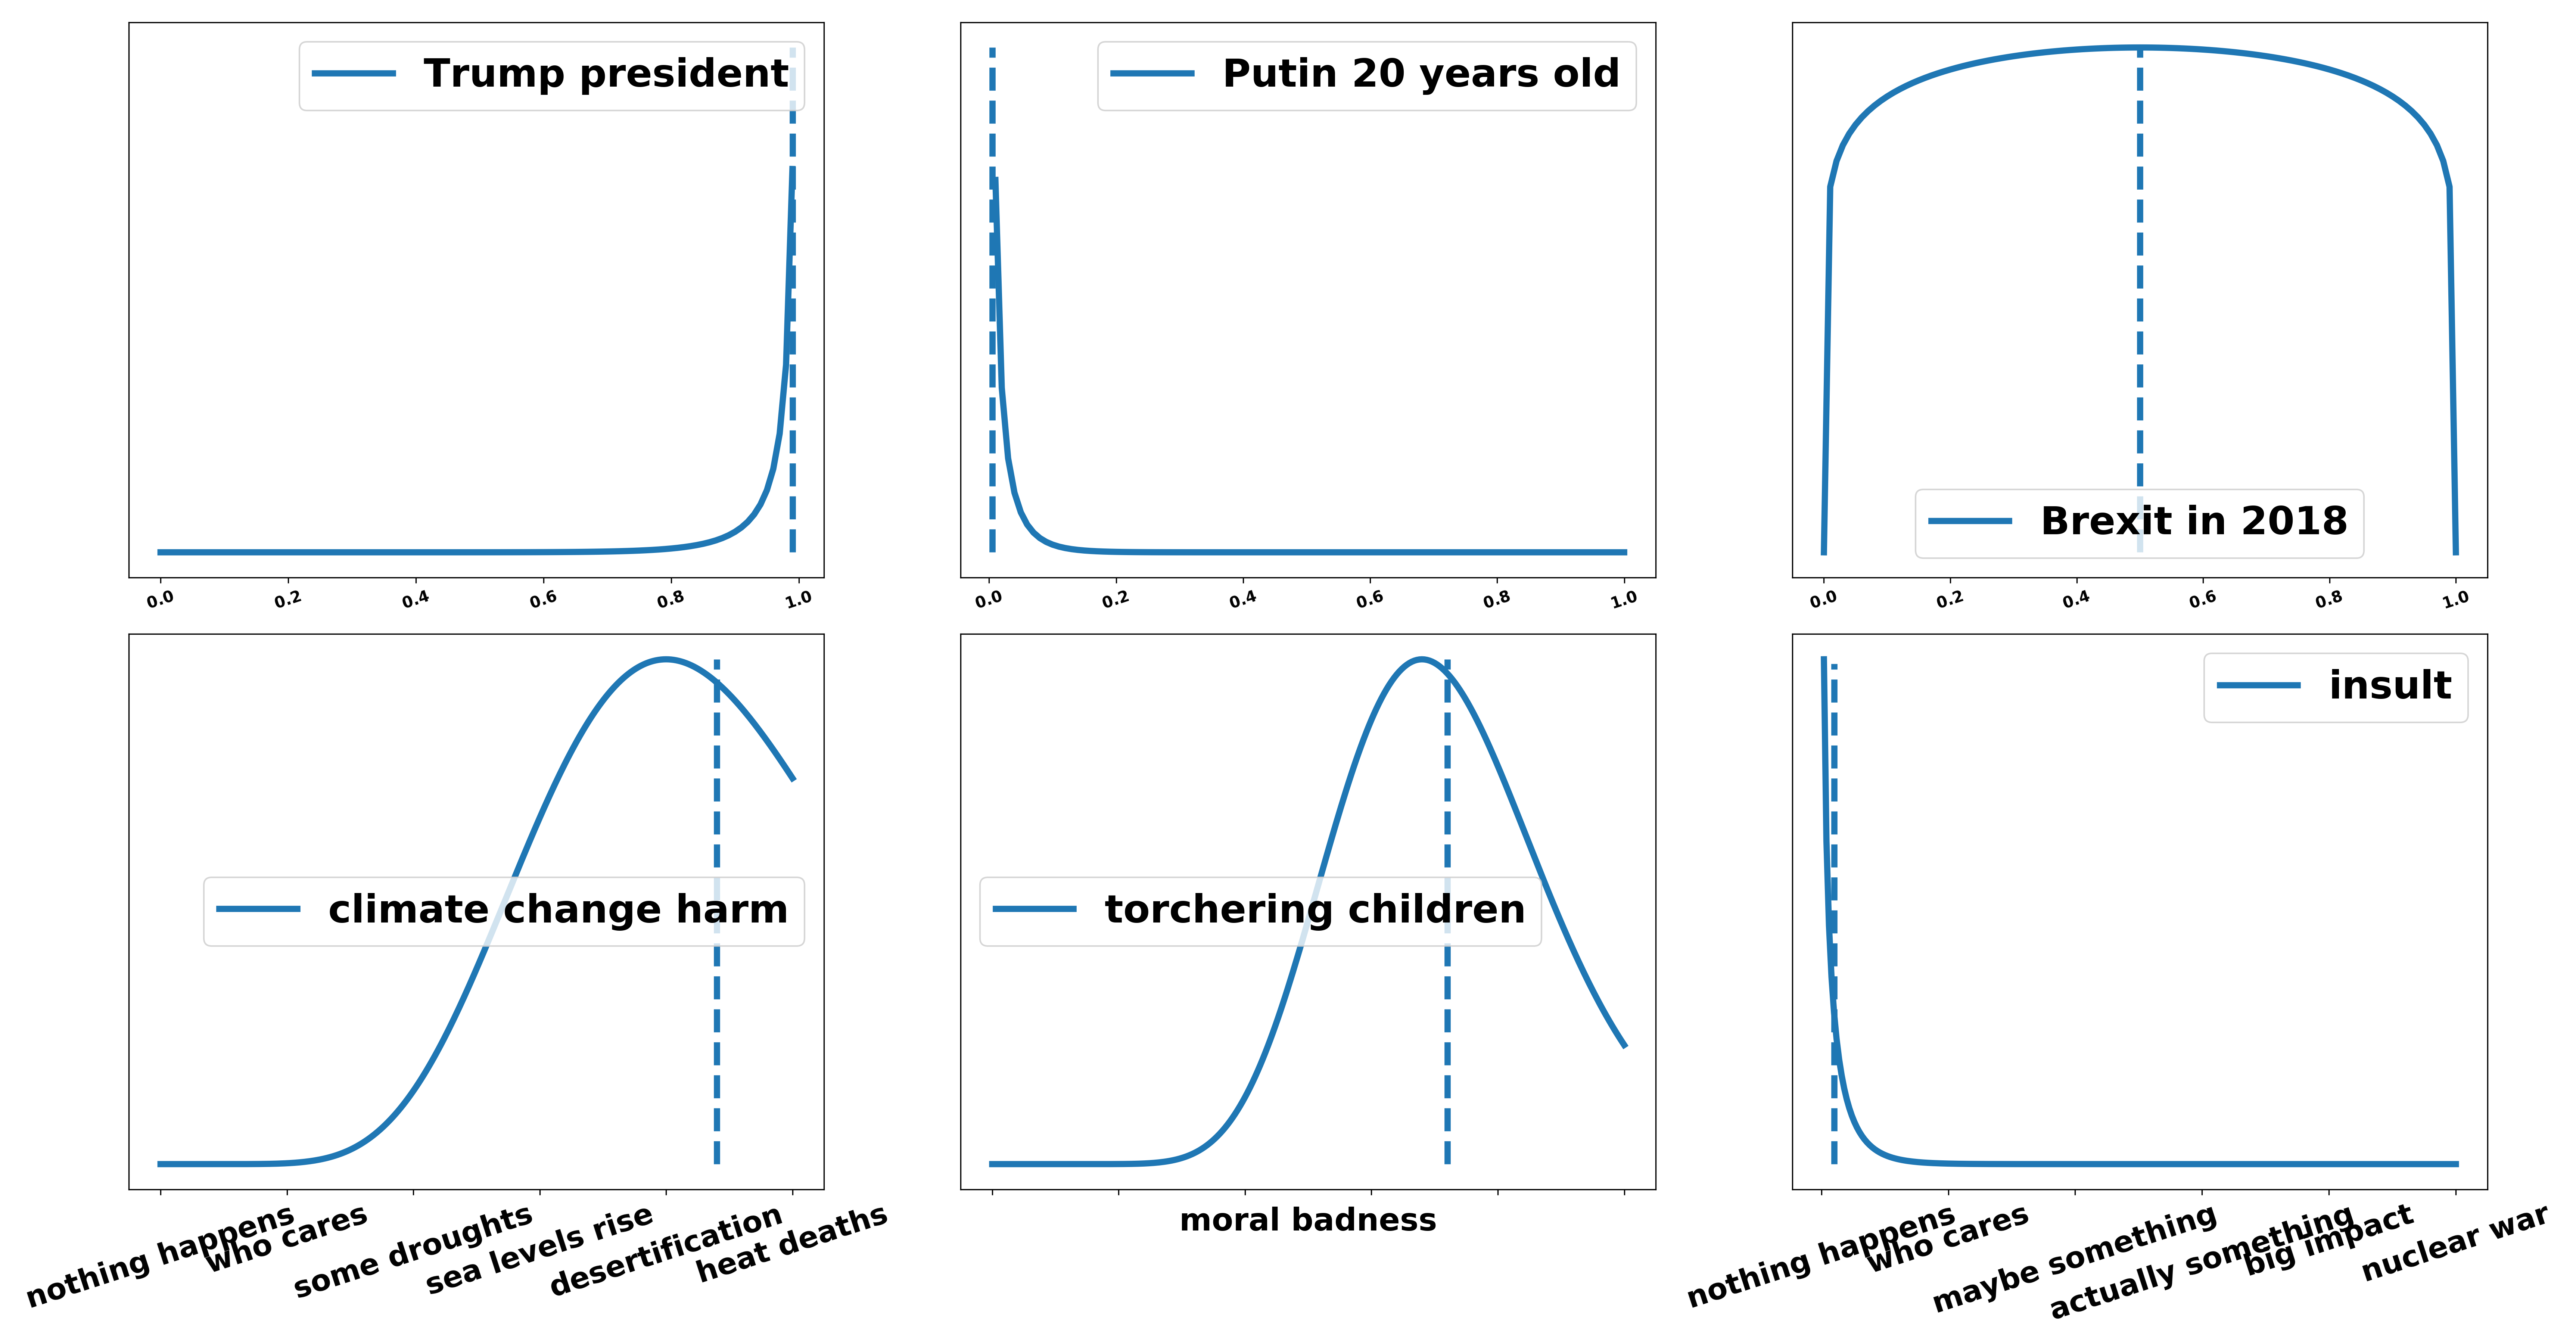 Trump president
0.0 0.2 0.4 0.6 0.8 1.0
Putin 20 years old
0.0 0.2 0.4 0.6 0.8 1.0
Brexit in 2018
0.0 0.2 0.4 0.6 0.8 1.0
climate change harm
nothing happens
who cares
some droughts
sea levels rise
desertification
heat deaths
torchering children
moral badness
insult
nothing happens
who cares
maybe something
actually something
big impact
nuclear war